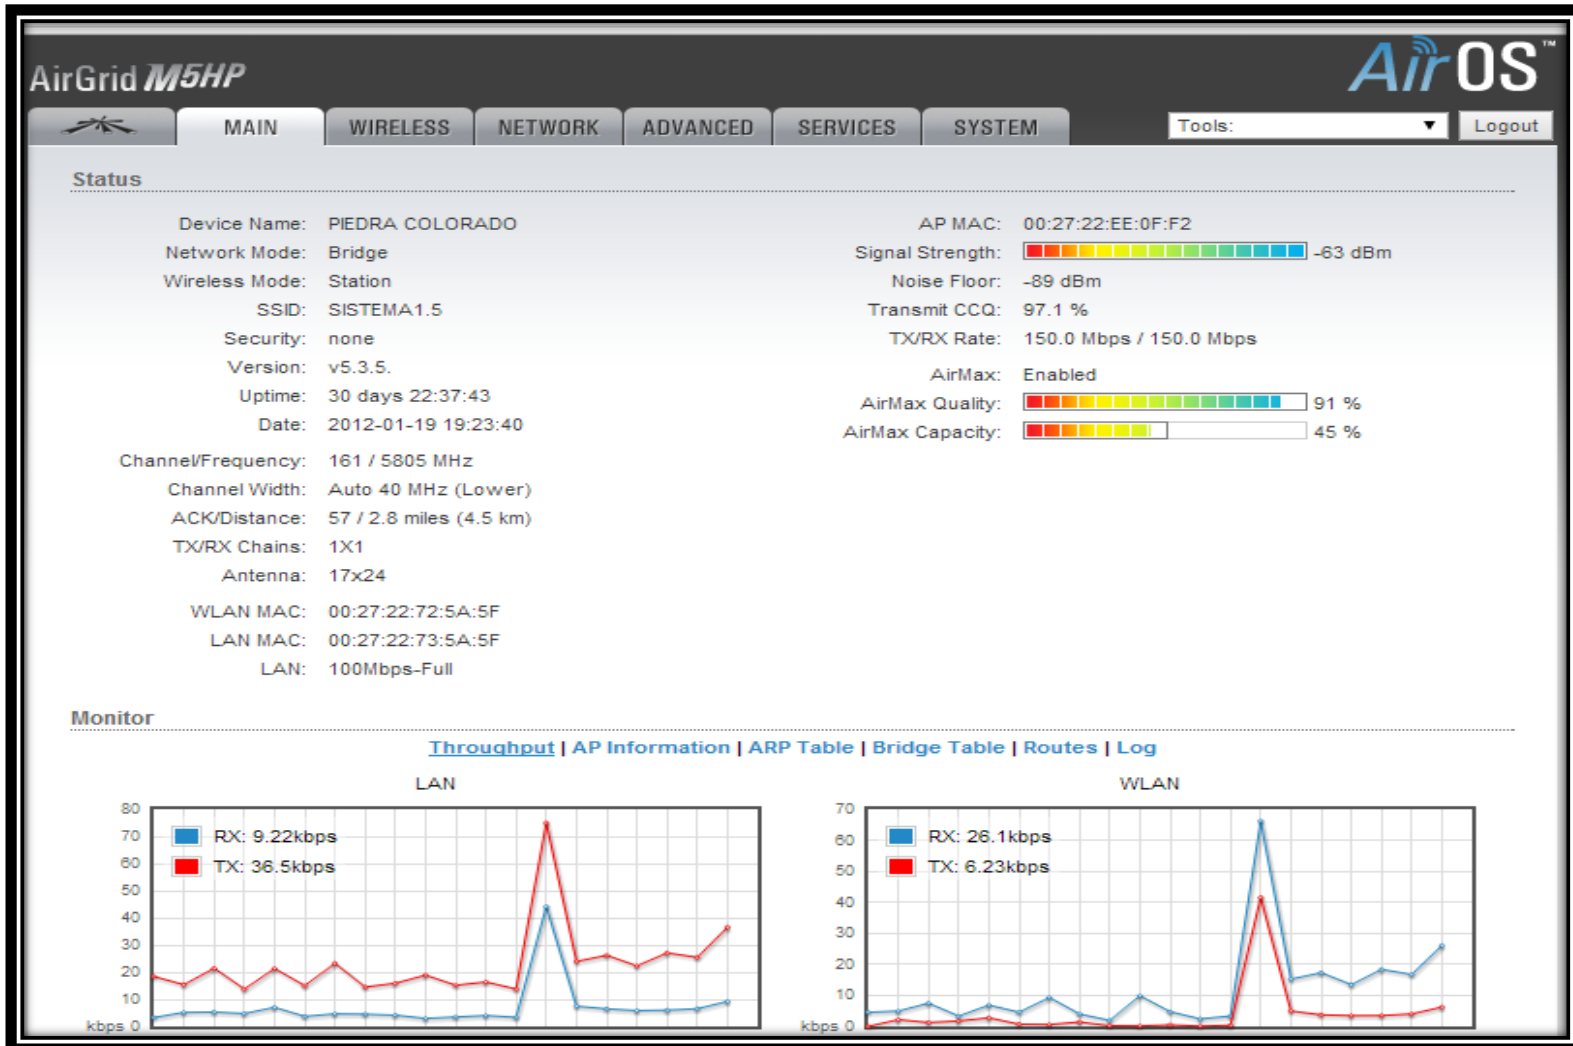 AirGrid M5HP
AirOS™
MAIN WIRELESS NETWORK ADVANCED SERVICES SYSTEM Tools: Logout
Status
Device Name: PIEDRA COLORADO
Network Mode: Bridge
Wireless Mode: Station
SSID: SISTEMA1.5
Security: none
Version: v5.3.5.
Uptime: 30 days 22:37:43
Date: 2012-01-19 19:23:40
Channel/Frequency: 161 / 5805 MHz
Channel Width: Auto 40 MHz (Lower)
ACK/Distance: 57 / 2.8 miles (4.5 km)
TX/RX Chains: 1X1
Antenna: 17x24
WLAN MAC: 00:27:22:72:5A:5F
LAN MAC: 00:27:22:73:5A:5F
LAN: 100Mbps-Full
AP MAC: 00:27:22:EE:0F:F2
Signal Strength: -63 dBm
Noise Floor: -89 dBm
Transmit CCQ: 97.1 %
TX/RX Rate: 150.0 Mbps / 150.0 Mbps
AirMax: Enabled
AirMax Quality: 91 %
AirMax Capacity: 45 %
Monitor
Throughput | AP Information | ARP Table | Bridge Table | Routes | Log
LAN
80
70
60
50
40
30
20
10
kbps 0
RX: 9.22kbps
TX: 36.5kbps
WLAN
70
60
50
40
30
20
10
kbps 0
RX: 26.1kbps
TX: 6.23kbps